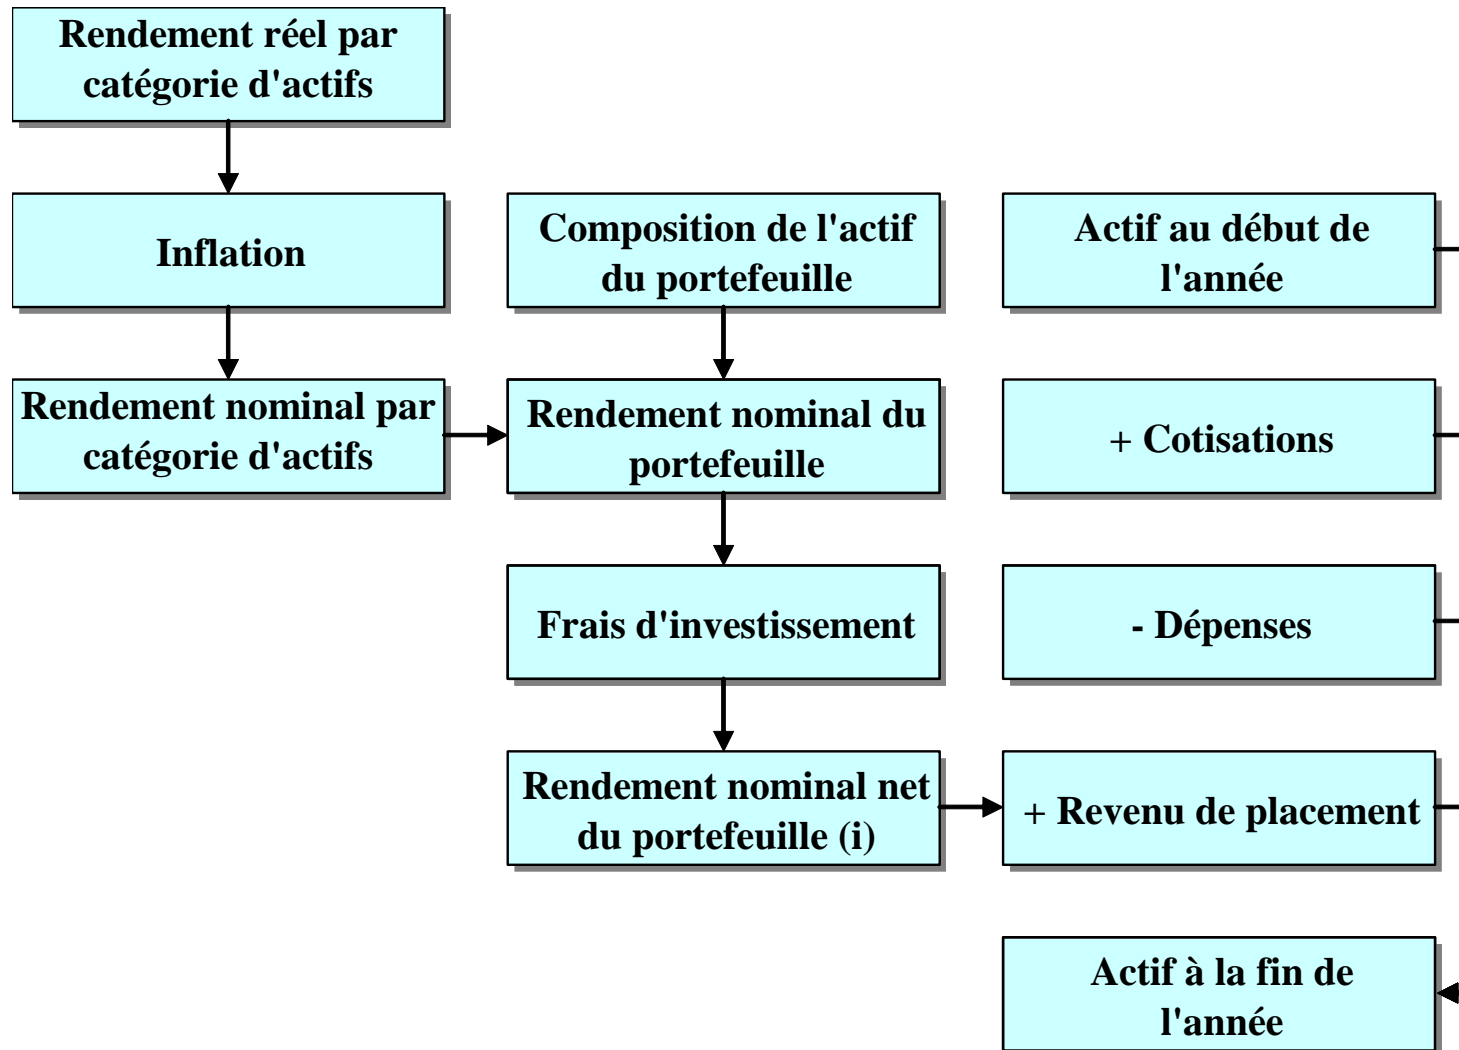 Rendement réel par
catégorie d'actifs
Inflation
Composition de l'actif
du portefeuille
Actif au début de
l'année
Rendement nominal par
catégorie d'actifs
Rendement nominal du
portefeuille
+ Cotisations
Frais d'investissement
- Dépenses
Rendement nominal net
du portefeuille (i)
+ Revenu de placement
Actif à la fin de
l'année